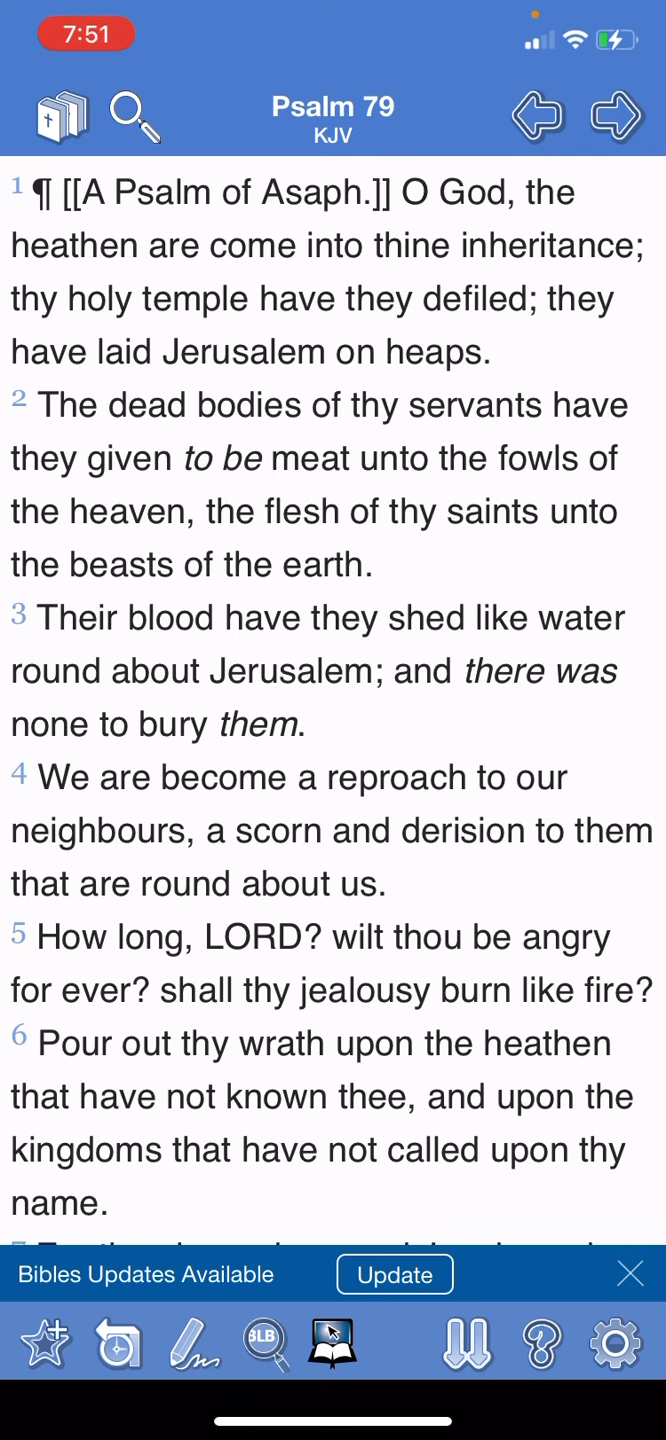 7:51
Psalm 79
KJV
1 ¶ [[A Psalm of Asaph.]] O God, the
heathen are come into thine inheritance;
thy holy temple have they defiled; they
have laid Jerusalem on heaps.
2 The dead bodies of thy servants have
they given to be meat unto the fowls of
the heaven, the flesh of thy saints unto
the beasts of the earth.
3 Their blood have they shed like water
round about Jerusalem; and there was
none to bury them.
4 We are become a reproach to our
neighbours, a scorn and derision to them
that are round about us.
5 How long, LORD? wilt thou be angry
for ever? shall thy jealousy burn like fire?
6 Pour out thy wrath upon the heathen
that have not known thee, and upon the
kingdoms that have not called upon thy
name.
Bibles Updates Available Update
BLB